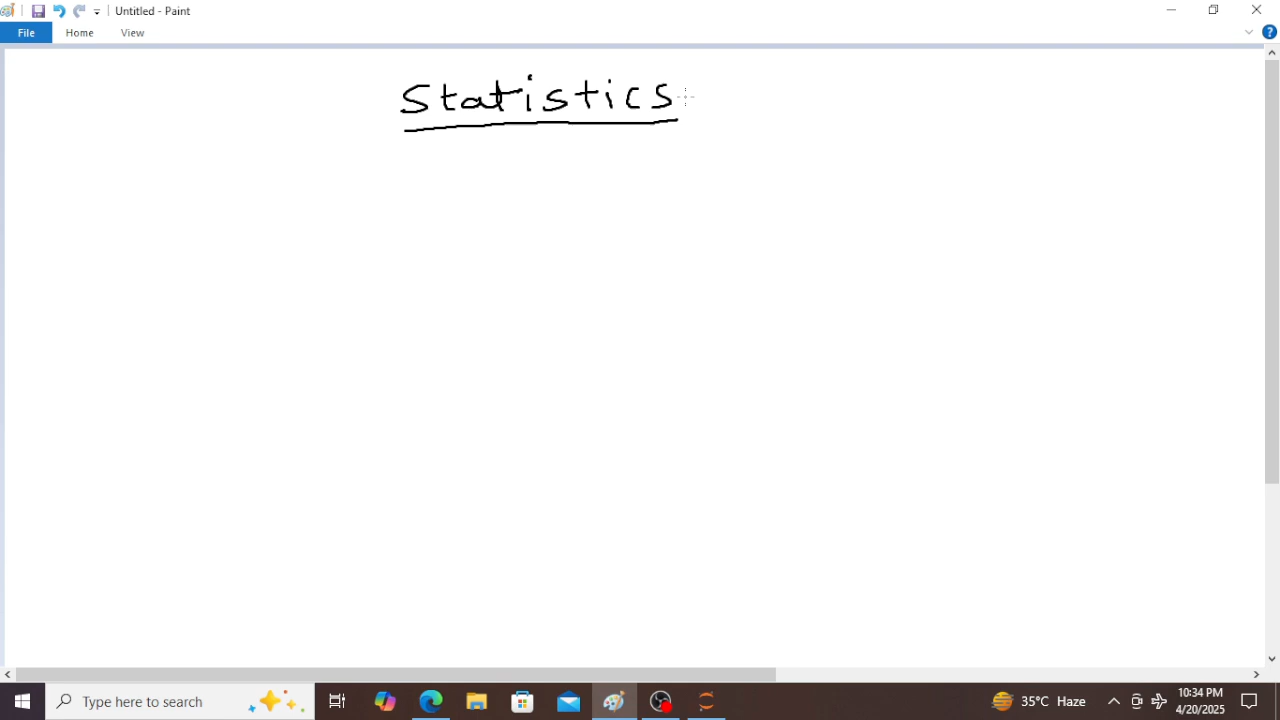 Untitled - Paint
File Home View
Statistics
Type here to search
35°C Haze
10:34 PM
4/20/2025